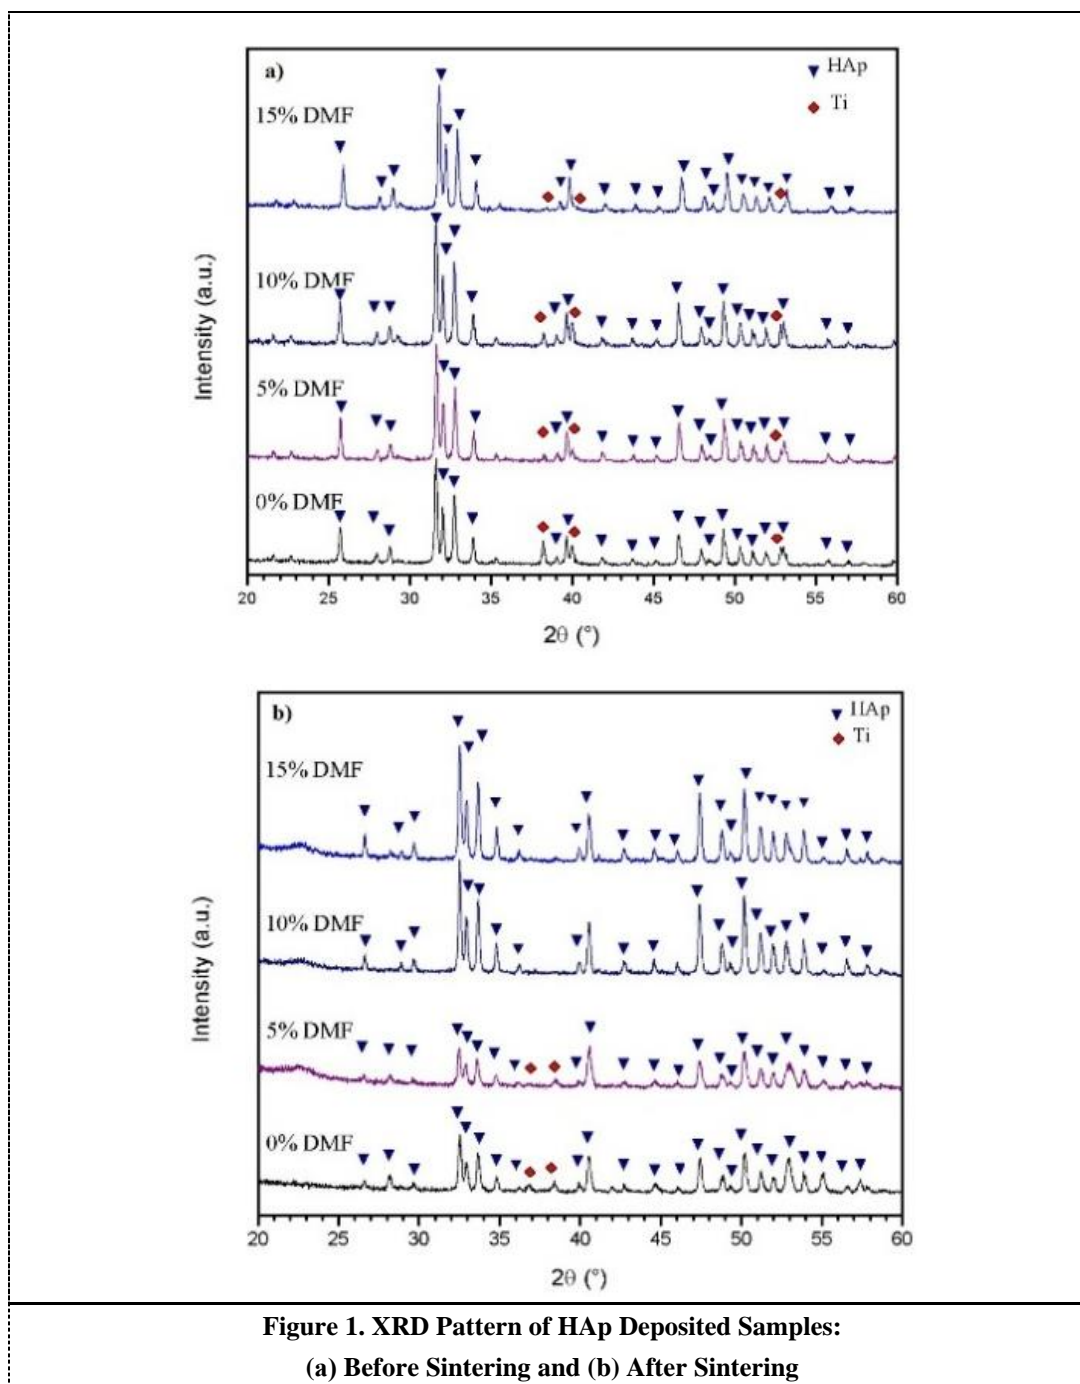 a)
HAp
Ti
15% DMF
10% DMF
5% DMF
0% DMF
Intensity (a.u.)
20 25 30 35 40 45 50 55 60
2θ (°)
b)
HAp
Ti
15% DMF
10% DMF
5% DMF
0% DMF
Intensity (a.u.)
20 25 30 35 40 45 50 55 60
2θ (°)
Figure 1. XRD Pattern of HAp Deposited Samples:
(a) Before Sintering and (b) After Sintering